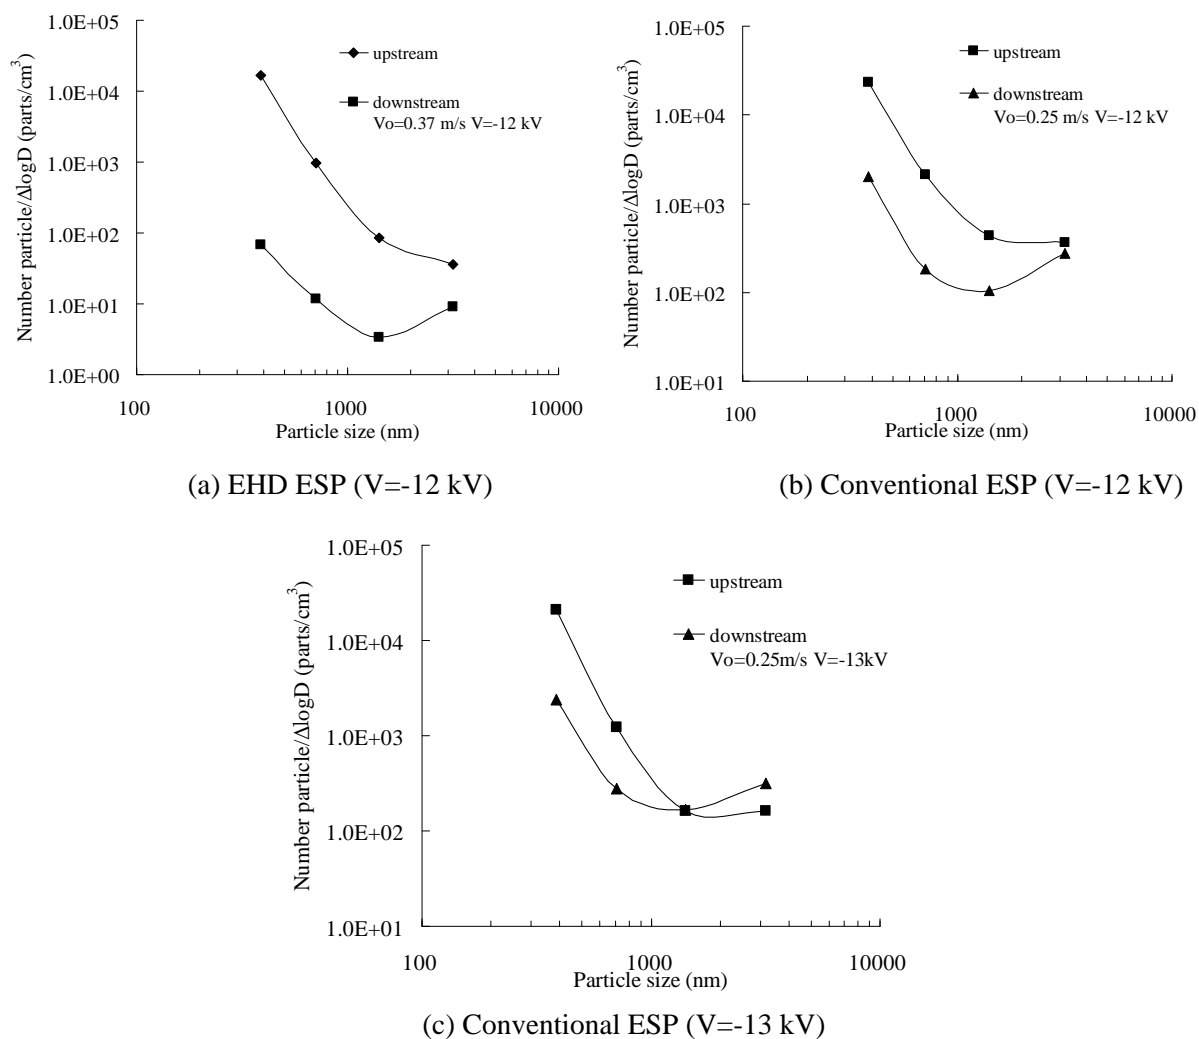 1.0E+05
1.0E+04
1.0E+03
1.0E+02
1.0E+01
1.0E+00
100
1000
10000
Number particle/ΔlogD (parts/cm³)
Particle size (nm)
upstream
downstream
Vo=0.37 m/s V=-12 kV
(a) EHD ESP (V=-12 kV)
1.0E+05
1.0E+04
1.0E+03
1.0E+02
1.0E+01
100
1000
10000
Number particle/ΔlogD (parts/cm³)
Particle size (nm)
upstream
downstream
Vo=0.25 m/s V=-12 kV
(b) Conventional ESP (V=-12 kV)
1.0E+05
1.0E+04
1.0E+03
1.0E+02
1.0E+01
100
1000
10000
Number particle/ΔlogD (parts/cm³)
Particle size (nm)
upstream
downstream
Vo=0.25m/s V=-13kV
(c) Conventional ESP (V=-13 kV)